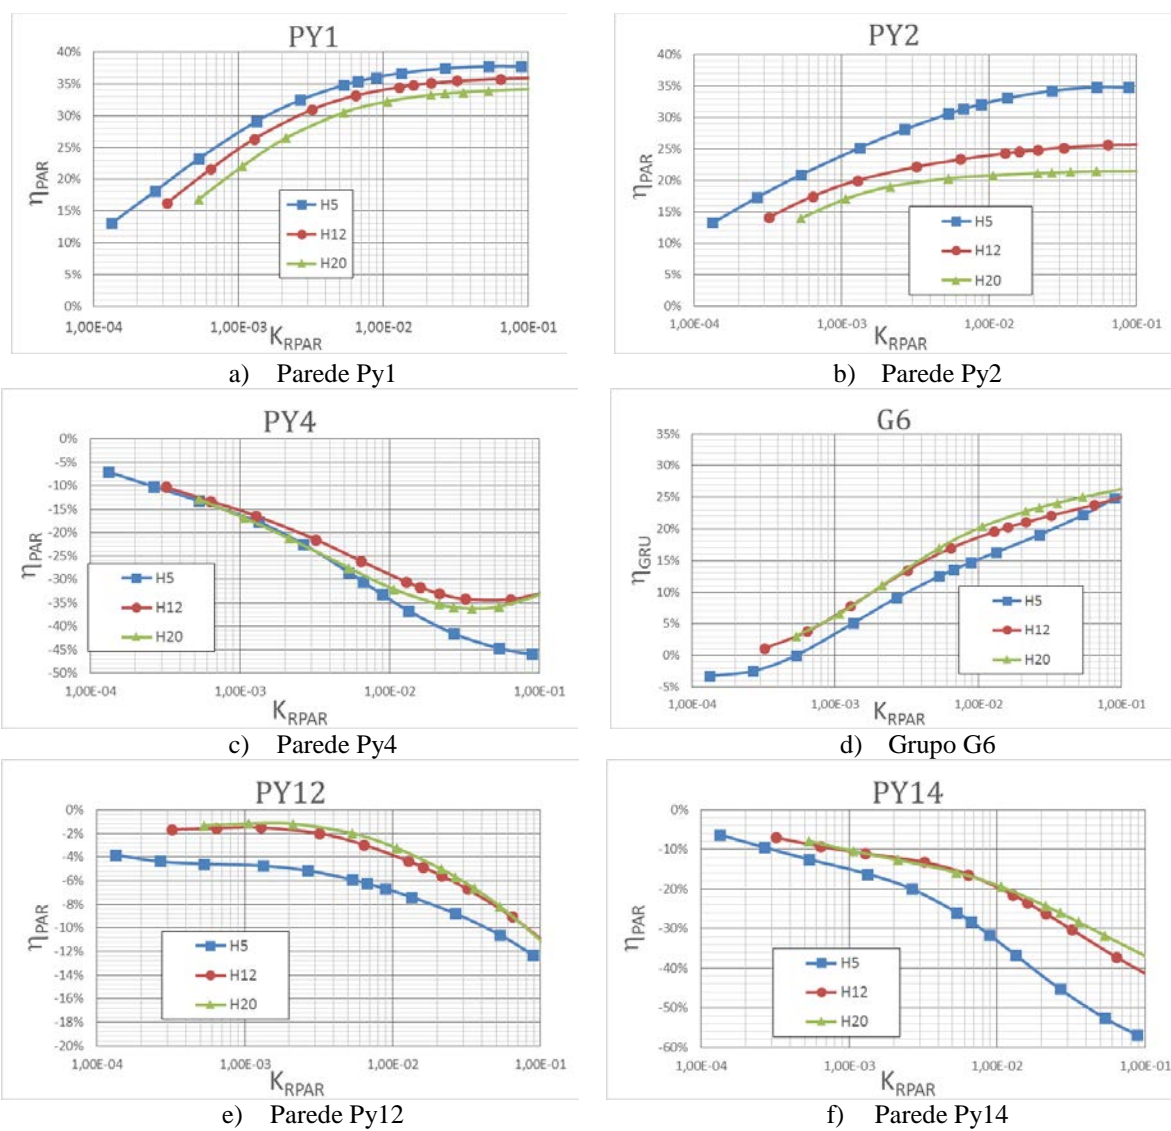 PY1
40%
35%
30%
25%
20%
15%
10%
5%
0%
ηPAR
H5
H12
H20
1,00E-04 1,00E-03 1,00E-02 1,00E-01
KRPAR
a) Parede Py1
PY2
40%
35%
30%
25%
20%
15%
10%
5%
0%
ηPAR
H5
H12
H20
1,00E-04 1,00E-03 1,00E-02 1,00E-01
KRPAR
b) Parede Py2
PY4
0%
-5%
-10%
-15%
-20%
-25%
-30%
-35%
-40%
-45%
-50%
ηPAR
H5
H12
H20
1,00E-04 1,00E-03 1,00E-02 1,00E-01
KRPAR
c) Parede Py4
G6
35%
30%
25%
20%
15%
10%
5%
0%
-5%
ηGRU
H5
H12
H20
1,00E-04 1,00E-03 1,00E-02 1,00E-01
KRPAR
d) Grupo G6
PY12
0%
-2%
-4%
-6%
-8%
-10%
-12%
-14%
-16%
-18%
-20%
ηPAR
H5
H12
H20
1,00E-04 1,00E-03 1,00E-02 1,00E-01
KRPAR
e) Parede Py12
PY14
0%
-10%
-20%
-30%
-40%
-50%
-60%
ηPAR
H5
H12
H20
1,00E-04 1,00E-03 1,00E-02 1,00E-01
KRPAR
f) Parede Py14